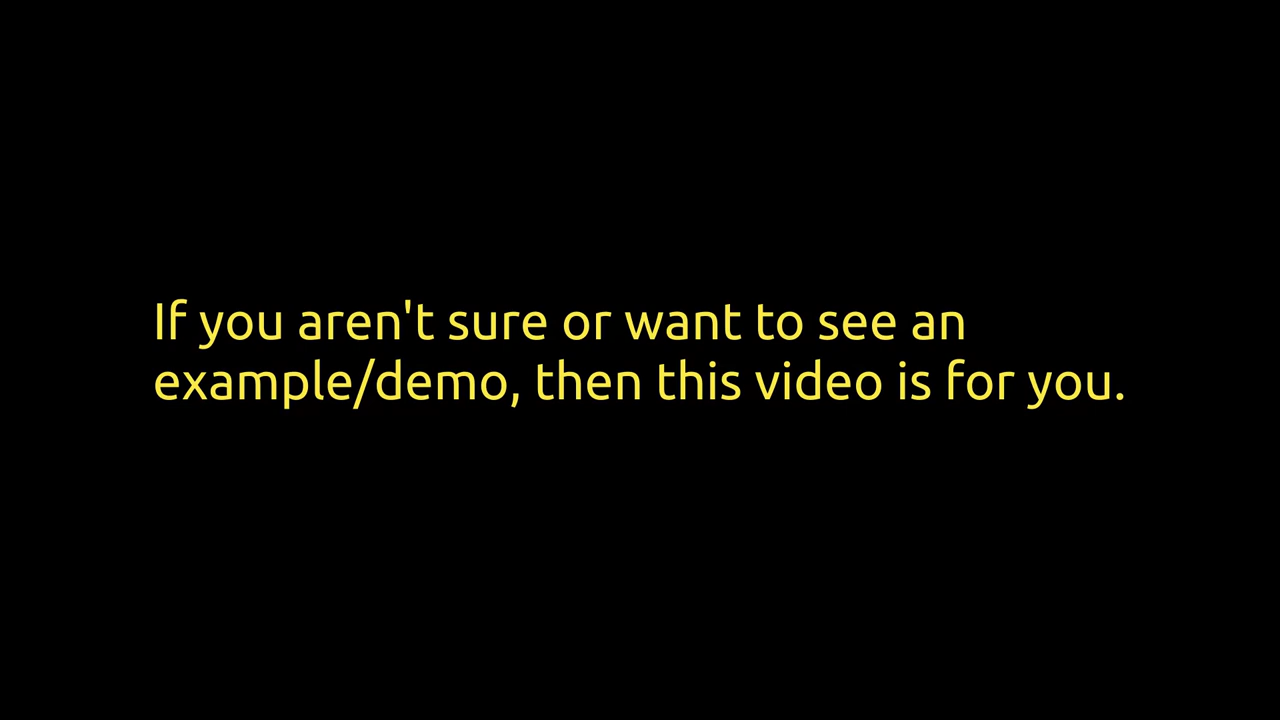 If you aren't sure or want to see an
example/demo, then this video is for you.